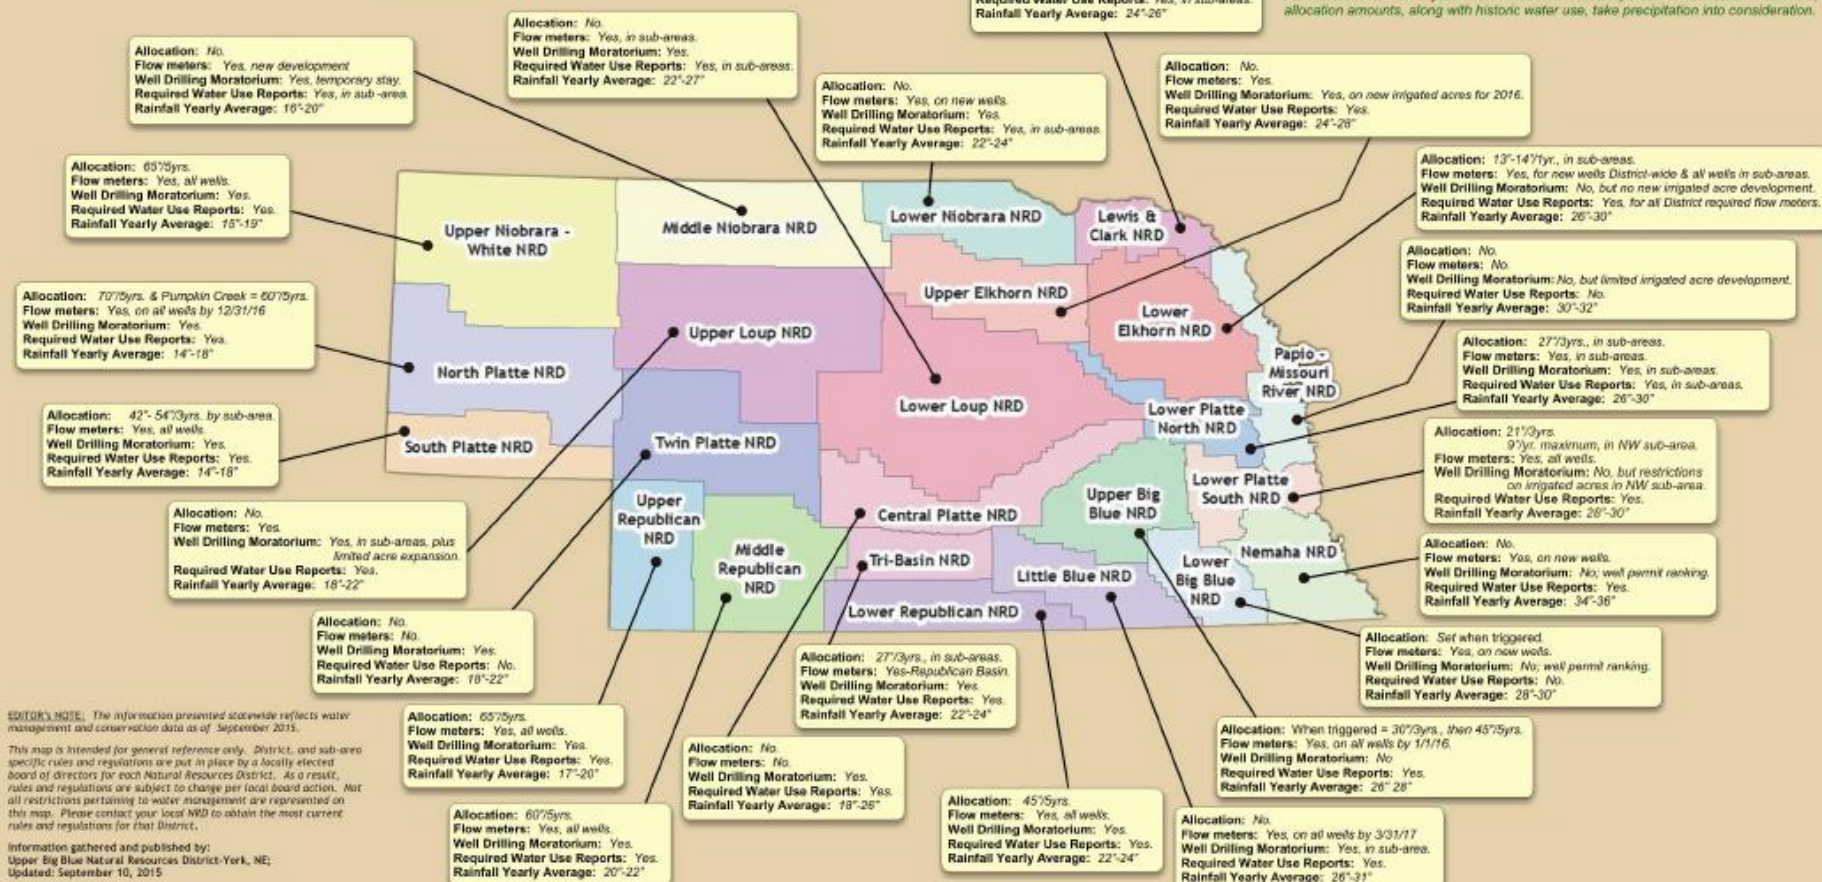 Required Water Use Reports: Yes, in sub-areas.
Rainfall Yearly Average: 24"-26"
allocation amounts, along with historic water use, take precipitation into consideration.
Allocation: No.
Flow meters: Yes, in sub-areas.
Well Drilling Moratorium: Yes.
Required Water Use Reports: Yes, in sub-areas.
Rainfall Yearly Average: 22"-27"
Allocation: No.
Flow meters: Yes, new development
Well Drilling Moratorium: Yes, temporary stay.
Required Water Use Reports: Yes, in sub -area.
Rainfall Yearly Average: 16"-20"
Allocation: No.
Flow meters: Yes, on new wells.
Well Drilling Moratorium: Yes.
Required Water Use Reports: Yes, in sub-areas.
Rainfall Yearly Average: 22"-24"
Allocation: No.
Flow meters: Yes.
Well Drilling Moratorium: Yes, on new irrigated acres for 2016.
Required Water Use Reports: Yes.
Rainfall Yearly Average: 24"-28"
Allocation: 65"/5yrs.
Flow meters: Yes, all wells.
Well Drilling Moratorium: Yes.
Required Water Use Reports: Yes.
Rainfall Yearly Average: 15"-19"
Allocation: 13"-14"/1yr., in sub-areas.
Flow meters: Yes, for new wells District-wide & all wells in sub-areas.
Well Drilling Moratorium: No, but no new irrigated acre development.
Required Water Use Reports: Yes, for all District required flow meters.
Rainfall Yearly Average: 26"-30"
Upper Niobrara -
White NRD
Middle Niobrara NRD
Lower Niobrara NRD
Lewis &
Clark NRD
Allocation: No.
Flow meters: No.
Well Drilling Moratorium: No, but limited irrigated acre development.
Required Water Use Reports: No.
Rainfall Yearly Average: 30"-32"
Allocation: 70"/5yrs. & Pumpkin Creek = 60"/5yrs.
Flow meters: Yes, on all wells by 12/31/16
Well Drilling Moratorium: Yes.
Required Water Use Reports: Yes.
Rainfall Yearly Average: 14"-18"
Upper Elkhorn NRD
Upper Loup NRD
Lower
Elkhorn NRD
Papio -
Missouri
River NRD
North Platte NRD
Lower Loup NRD
Allocation: 27"/3yrs., in sub-areas.
Flow meters: Yes, in sub-areas.
Well Drilling Moratorium: Yes, in sub-areas.
Required Water Use Reports: Yes, in sub-areas.
Rainfall Yearly Average: 26"-30"
Allocation: 42"- 54"/3yrs. by sub-area.
Flow meters: Yes, all wells.
Well Drilling Moratorium: Yes.
Required Water Use Reports: Yes.
Rainfall Yearly Average: 14"-18"
South Platte NRD
Twin Platte NRD
Lower Platte
North NRD
Allocation: 21"/3yrs.
9"/yr. maximum, in NW sub-area.
Flow meters: Yes, all wells.
Well Drilling Moratorium: No, but restrictions
on irrigated acres in NW sub-area.
Required Water Use Reports: Yes.
Rainfall Yearly Average: 28"-30"
Lower Platte
South NRD
Upper
Republican
NRD
Upper Big
Blue NRD
Central Platte NRD
Allocation: No.
Flow meters: Yes.
Well Drilling Moratorium: Yes, in sub-areas, plus
limited acre expansion.
Required Water Use Reports: Yes.
Rainfall Yearly Average: 18"-22"
Middle
Republican
NRD
Tri-Basin NRD
Little Blue NRD
Lower
Big Blue
NRD
Nemaha NRD
Lower Republican NRD
Allocation: No.
Flow meters: Yes, on new wells.
Well Drilling Moratorium: No; well permit ranking.
Required Water Use Reports: Yes.
Rainfall Yearly Average: 34"-36"
Allocation: No.
Flow meters: No.
Well Drilling Moratorium: Yes.
Required Water Use Reports: No.
Rainfall Yearly Average: 18"-22"
Allocation: Set when triggered.
Flow meters: Yes, on new wells.
Well Drilling Moratorium: No; well permit ranking.
Required Water Use Reports: No.
Rainfall Yearly Average: 28"-30"
Allocation: 27"/3yrs., in sub-areas.
Flow meters: Yes-Republican Basin.
Well Drilling Moratorium: Yes.
Required Water Use Reports: Yes.
Rainfall Yearly Average: 22"-24"
EDITOR's NOTE: The information presented statewide reflects water
management and conservation data as of September 2015.
This map is intended for general reference only. District, and sub-area
specific rules and regulations are put in place by a locally elected
board of directors for each Natural Resources District. As a result,
rules and regulations are subject to change per local board action. Not
all restrictions pertaining to water management are represented on
this map. Please contact your local NRD to obtain the most current
rules and regulations for that District.
Information gathered and published by:
Upper Big Blue Natural Resources District-York, NE;
Updated: September 10, 2015
Allocation: 65"/5yrs.
Flow meters: Yes, all wells.
Well Drilling Moratorium: Yes.
Required Water Use Reports: Yes.
Rainfall Yearly Average: 17"-20"
Allocation: No.
Flow meters: No.
Well Drilling Moratorium: Yes.
Required Water Use Reports: Yes.
Rainfall Yearly Average: 18"-26"
Allocation: When triggered = 30"/3yrs., then 45"/5yrs.
Flow meters: Yes, on all wells by 1/1/16.
Well Drilling Moratorium: No
Required Water Use Reports: Yes.
Rainfall Yearly Average: 26" 28"
Allocation: 60"/5yrs.
Flow meters: Yes, all wells.
Well Drilling Moratorium: Yes.
Required Water Use Reports: Yes.
Rainfall Yearly Average: 20"-22"
Allocation: 45"/5yrs.
Flow meters: Yes, all wells.
Well Drilling Moratorium: Yes.
Required Water Use Reports: Yes.
Rainfall Yearly Average: 22"-24"
Allocation: No.
Flow meters: Yes, on all wells by 3/31/17
Well Drilling Moratorium: Yes, in sub-area.
Required Water Use Reports: Yes.
Rainfall Yearly Average: 26"-31"